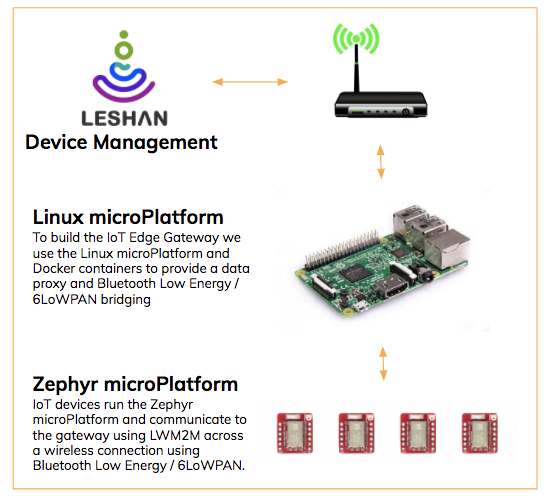 LESHAN
Device Management
Linux microPlatform
To build the IoT Edge Gateway we
use the Linux microPlatform and
Docker containers to provide a data
proxy and Bluetooth Low Energy /
6LoWPAN bridging
Zephyr microPlatform
IoT devices run the Zephyr
microPlatform and communicate to
the gateway using LWM2M across
a wireless connection using
Bluetooth Low Energy / 6LoWPAN.